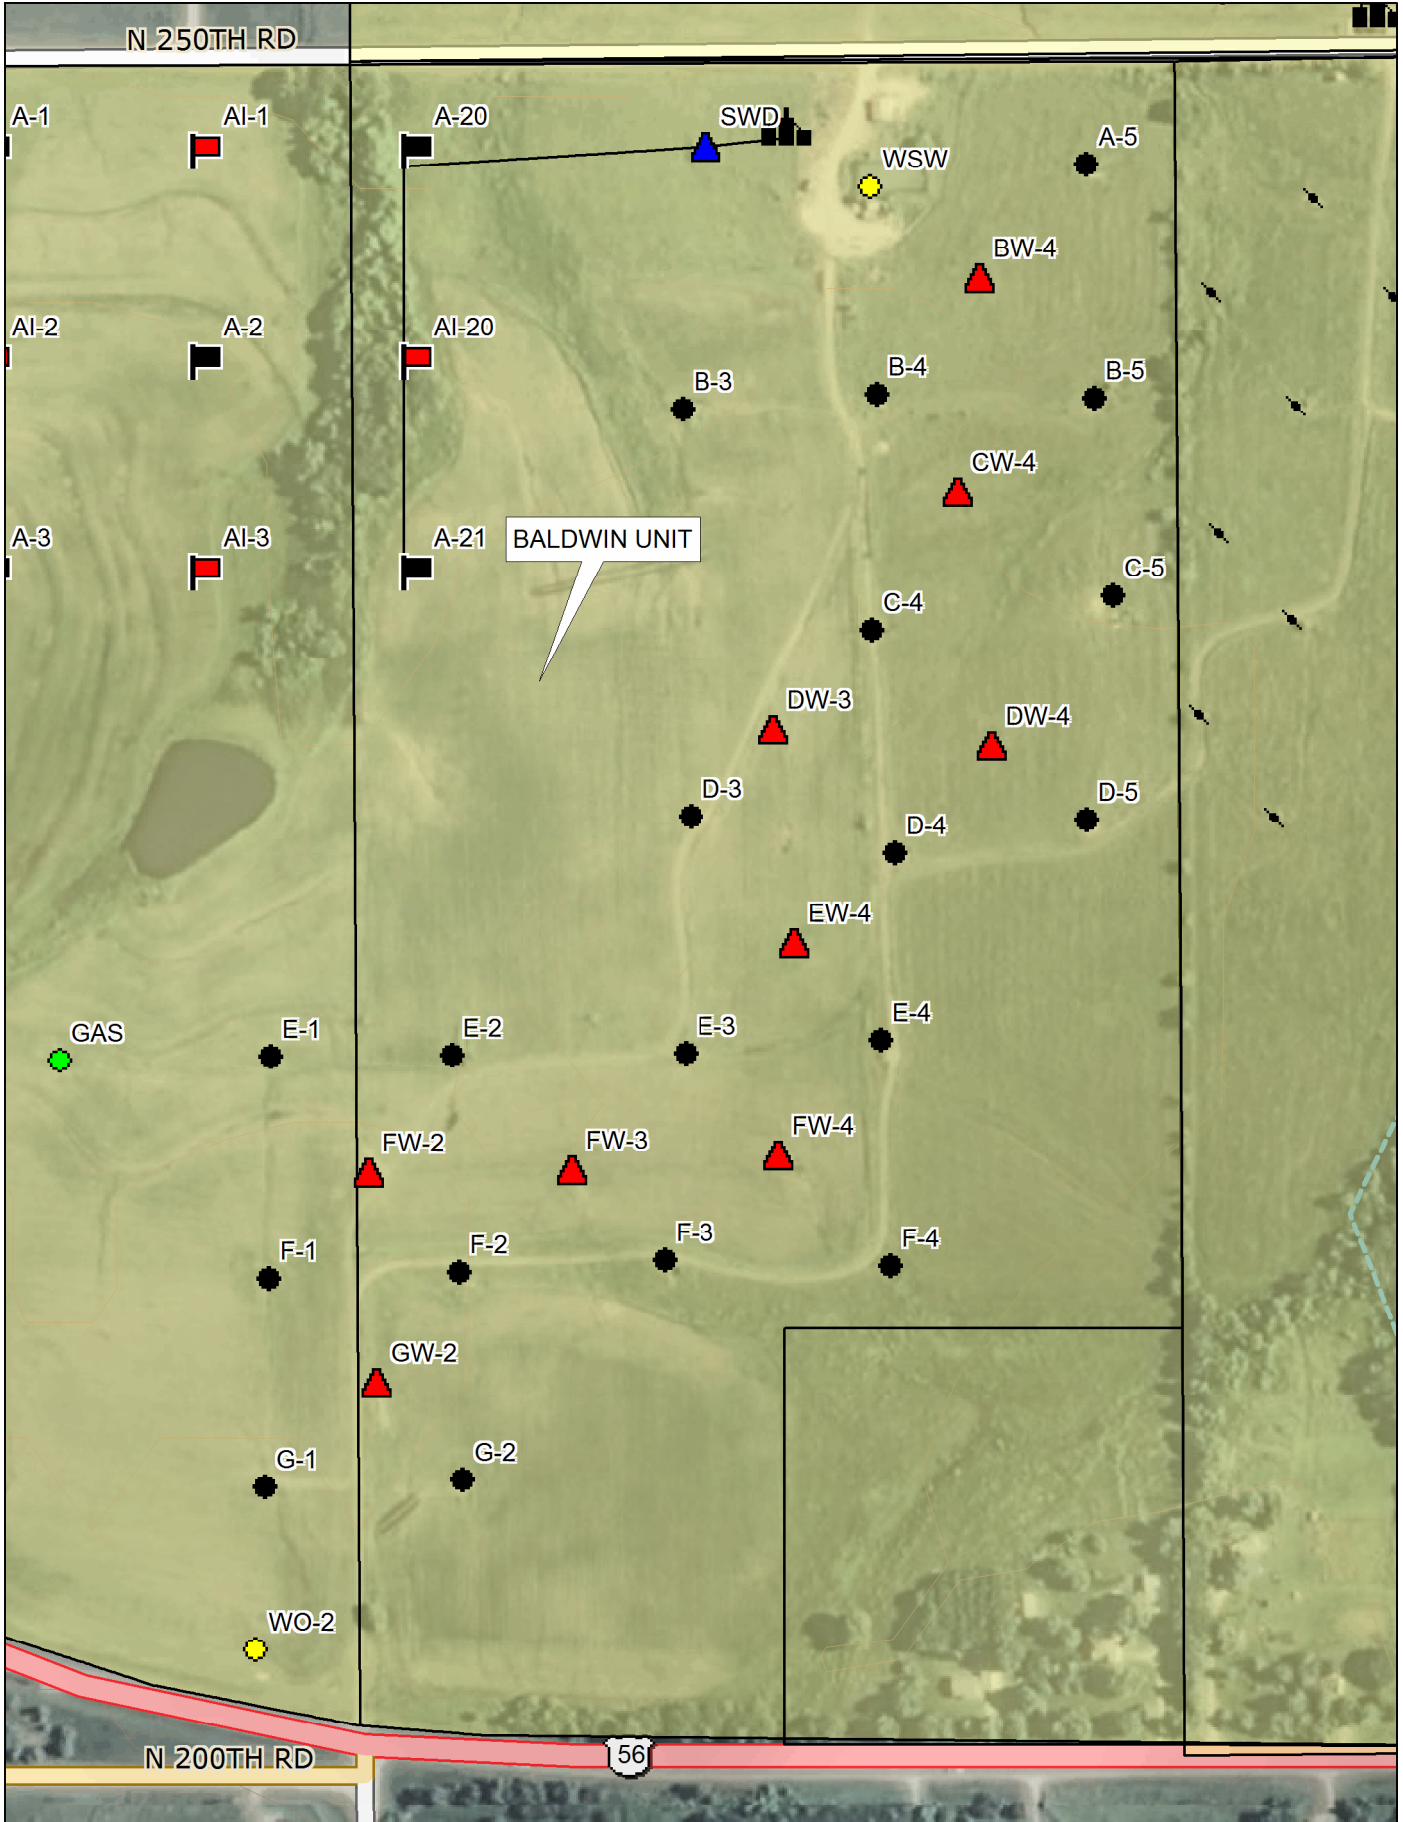 N 250TH RD
A-1
AI-1
A-20
SWD
WSW
A-5
BW-4
AI-2
A-2
AI-20
B-3
B-4
B-5
CW-4
A-3
AI-3
A-21
BALDWIN UNIT
C-5
C-4
DW-3
DW-4
D-3
D-5
D-4
EW-4
GAS
E-1
E-2
E-3
E-4
FW-2
FW-3
FW-4
F-1
F-2
F-3
F-4
GW-2
G-1
G-2
WO-2
N 200TH RD
56